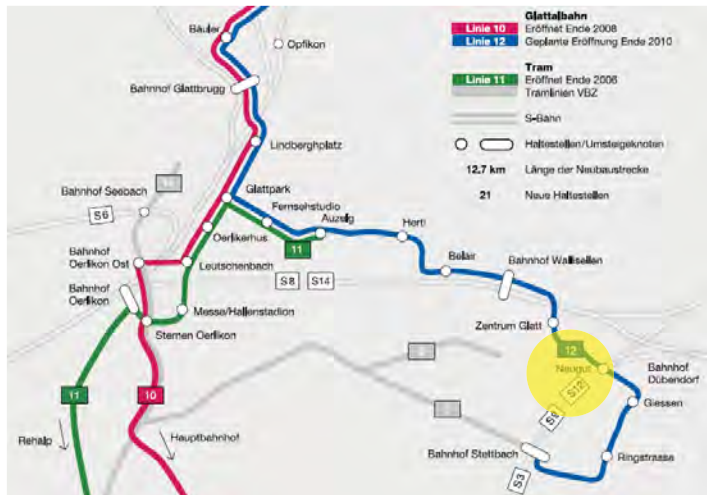 Glattalbahn
Linie 10 Eröffnet Ende 2008
Linie 12 Geplante Eröffnung Ende 2010
Tram
Linie 11 Eröffnet Ende 2006
Tramlinien VBZ
S-Bahn
Haltestellen/Umsteigeknoten
12,7 km Länge der Neubaustrecke
21 Neue Haltestellen
Bäuler
Opfikon
Bahnhof Glattbrugg
Lindberghplatz
Bahnhof Seebach
Glattpark
S6
Fernsehstudio
Auzelg
Herti
Oerlikerhus
11
Bahnhof
Oerlikon Ost
Leutschenbach
S8
S14
Belair
Bahnhof Wallisellen
Bahnhof
Oerlikon
Messe/Hallenstadion
Sternen Oerlikon
Zentrum Glatt
12
Neugut
Bahnhof
Dübendorf
S12
S9
Giessen
11
10
Rehalp
Hauptbahnhof
Bahnhof Stettbach
Ringstrasse
S3